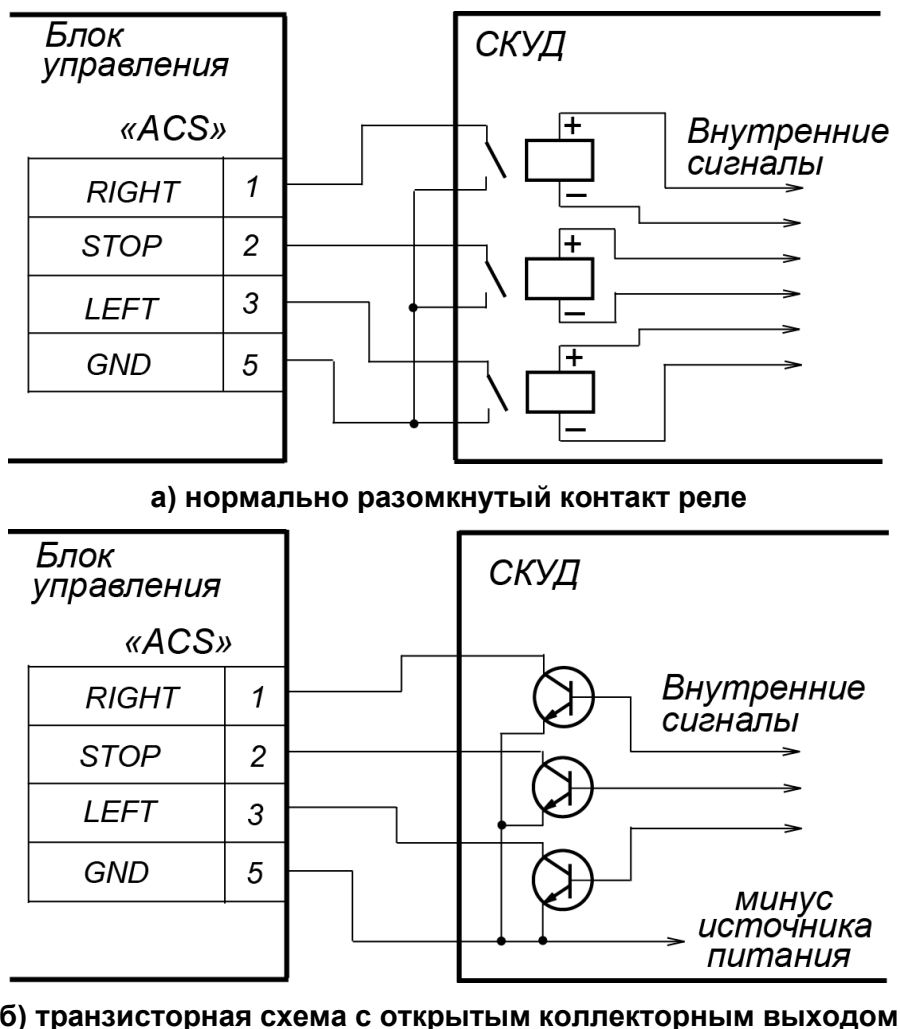 Блок
управления
«ACS»
RIGHT 1
STOP 2
LEFT 3
GND 5
СКУД
+
−
+
−
+
−
Внутренние
сигналы
а) нормально разомкнутый контакт реле
Блок
управления
«ACS»
RIGHT 1
STOP 2
LEFT 3
GND 5
СКУД
Внутренние
сигналы
минус
источника
питания
б) транзисторная схема с открытым коллекторным выходом